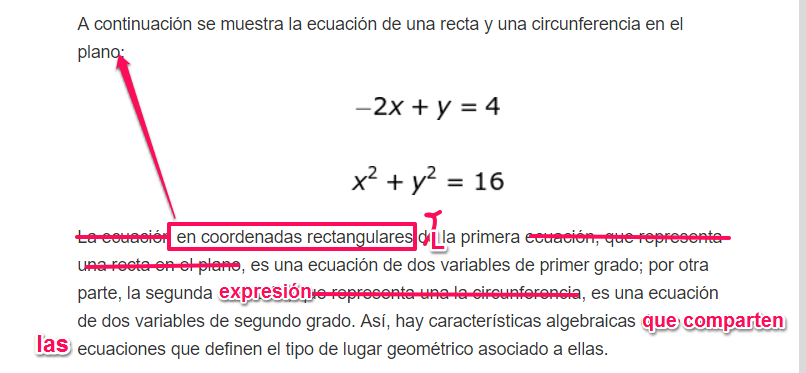 A continuación se muestra la ecuación de una recta y una circunferencia en el
plano:
−2x + y = 4
x² + y² = 16
La ecuación en coordenadas rectangulares d L la primera ecuación, que representa
una recta en el plano, es una ecuación de dos variables de primer grado; por otra
parte, la segunda expresión que representa una la circunferencia, es una ecuación
de dos variables de segundo grado. Así, hay características algebraicas que comparten
las ecuaciones que definen el tipo de lugar geométrico asociado a ellas.